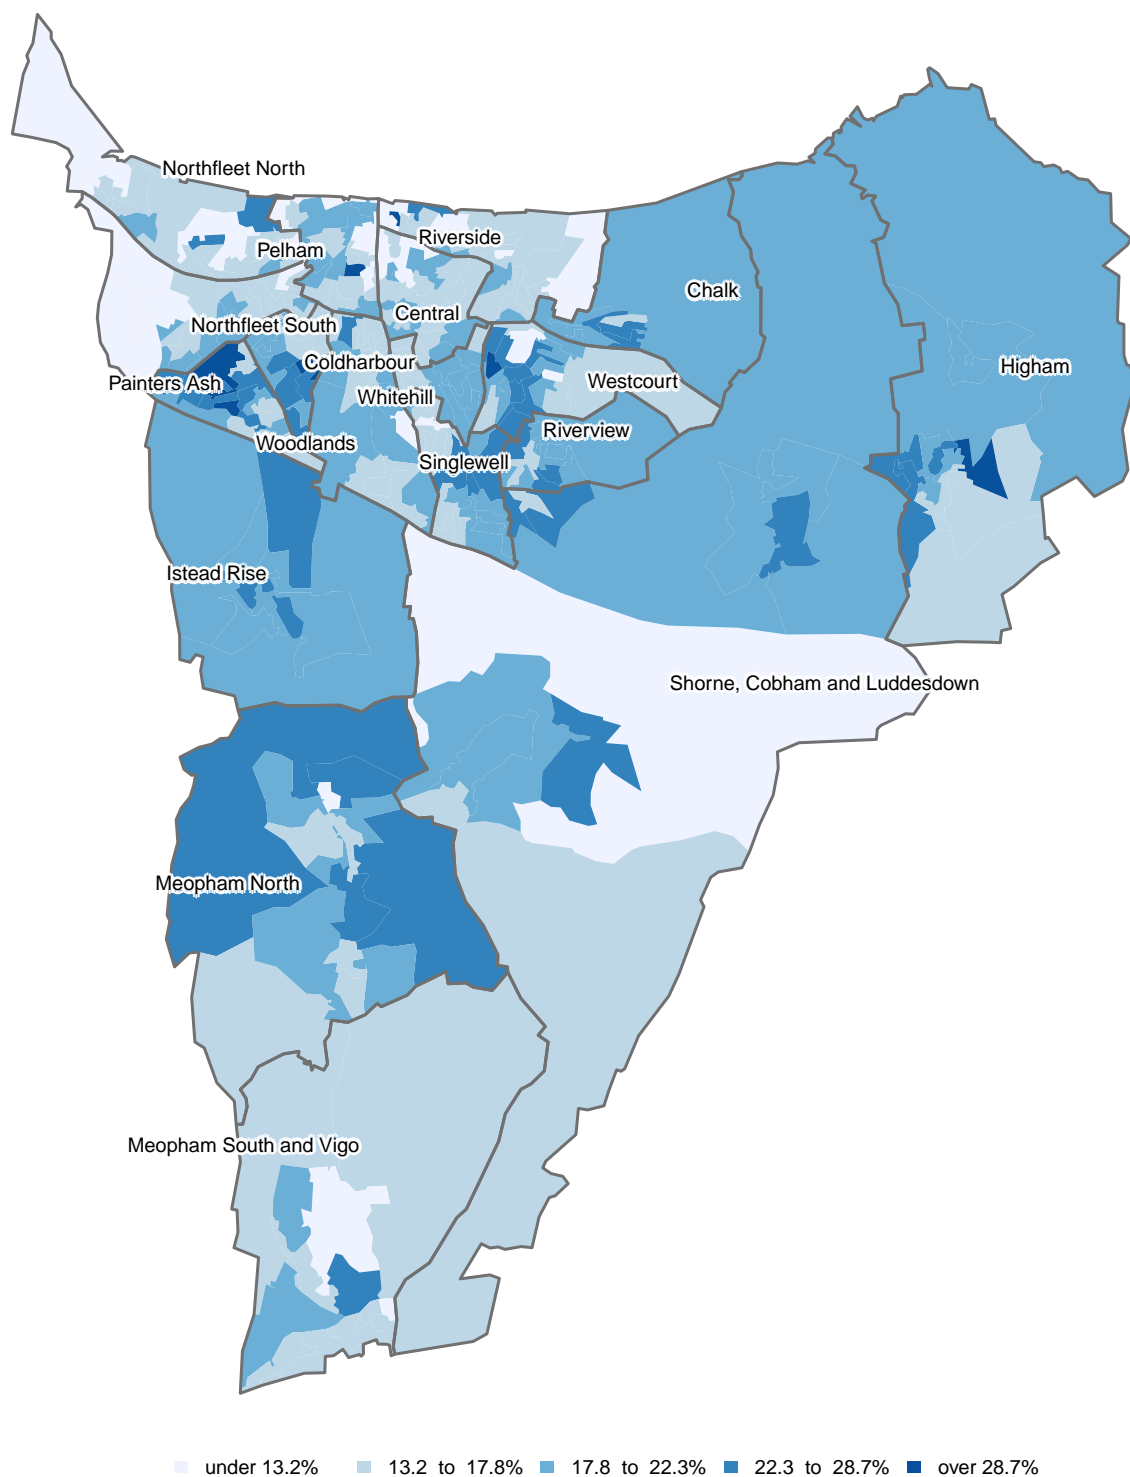 Northfleet North
Riverside
Pelham
Chalk
Central
Northfleet South
Coldharbour
Higham
Painters Ash
Westcourt
Whitehill
Riverview
Woodlands
Singlewell
Istead Rise
Shorne, Cobham and Luddesdown
Meopham North
Meopham South and Vigo
under 13.2% 13.2 to 17.8% 17.8 to 22.3% 22.3 to 28.7% over 28.7%